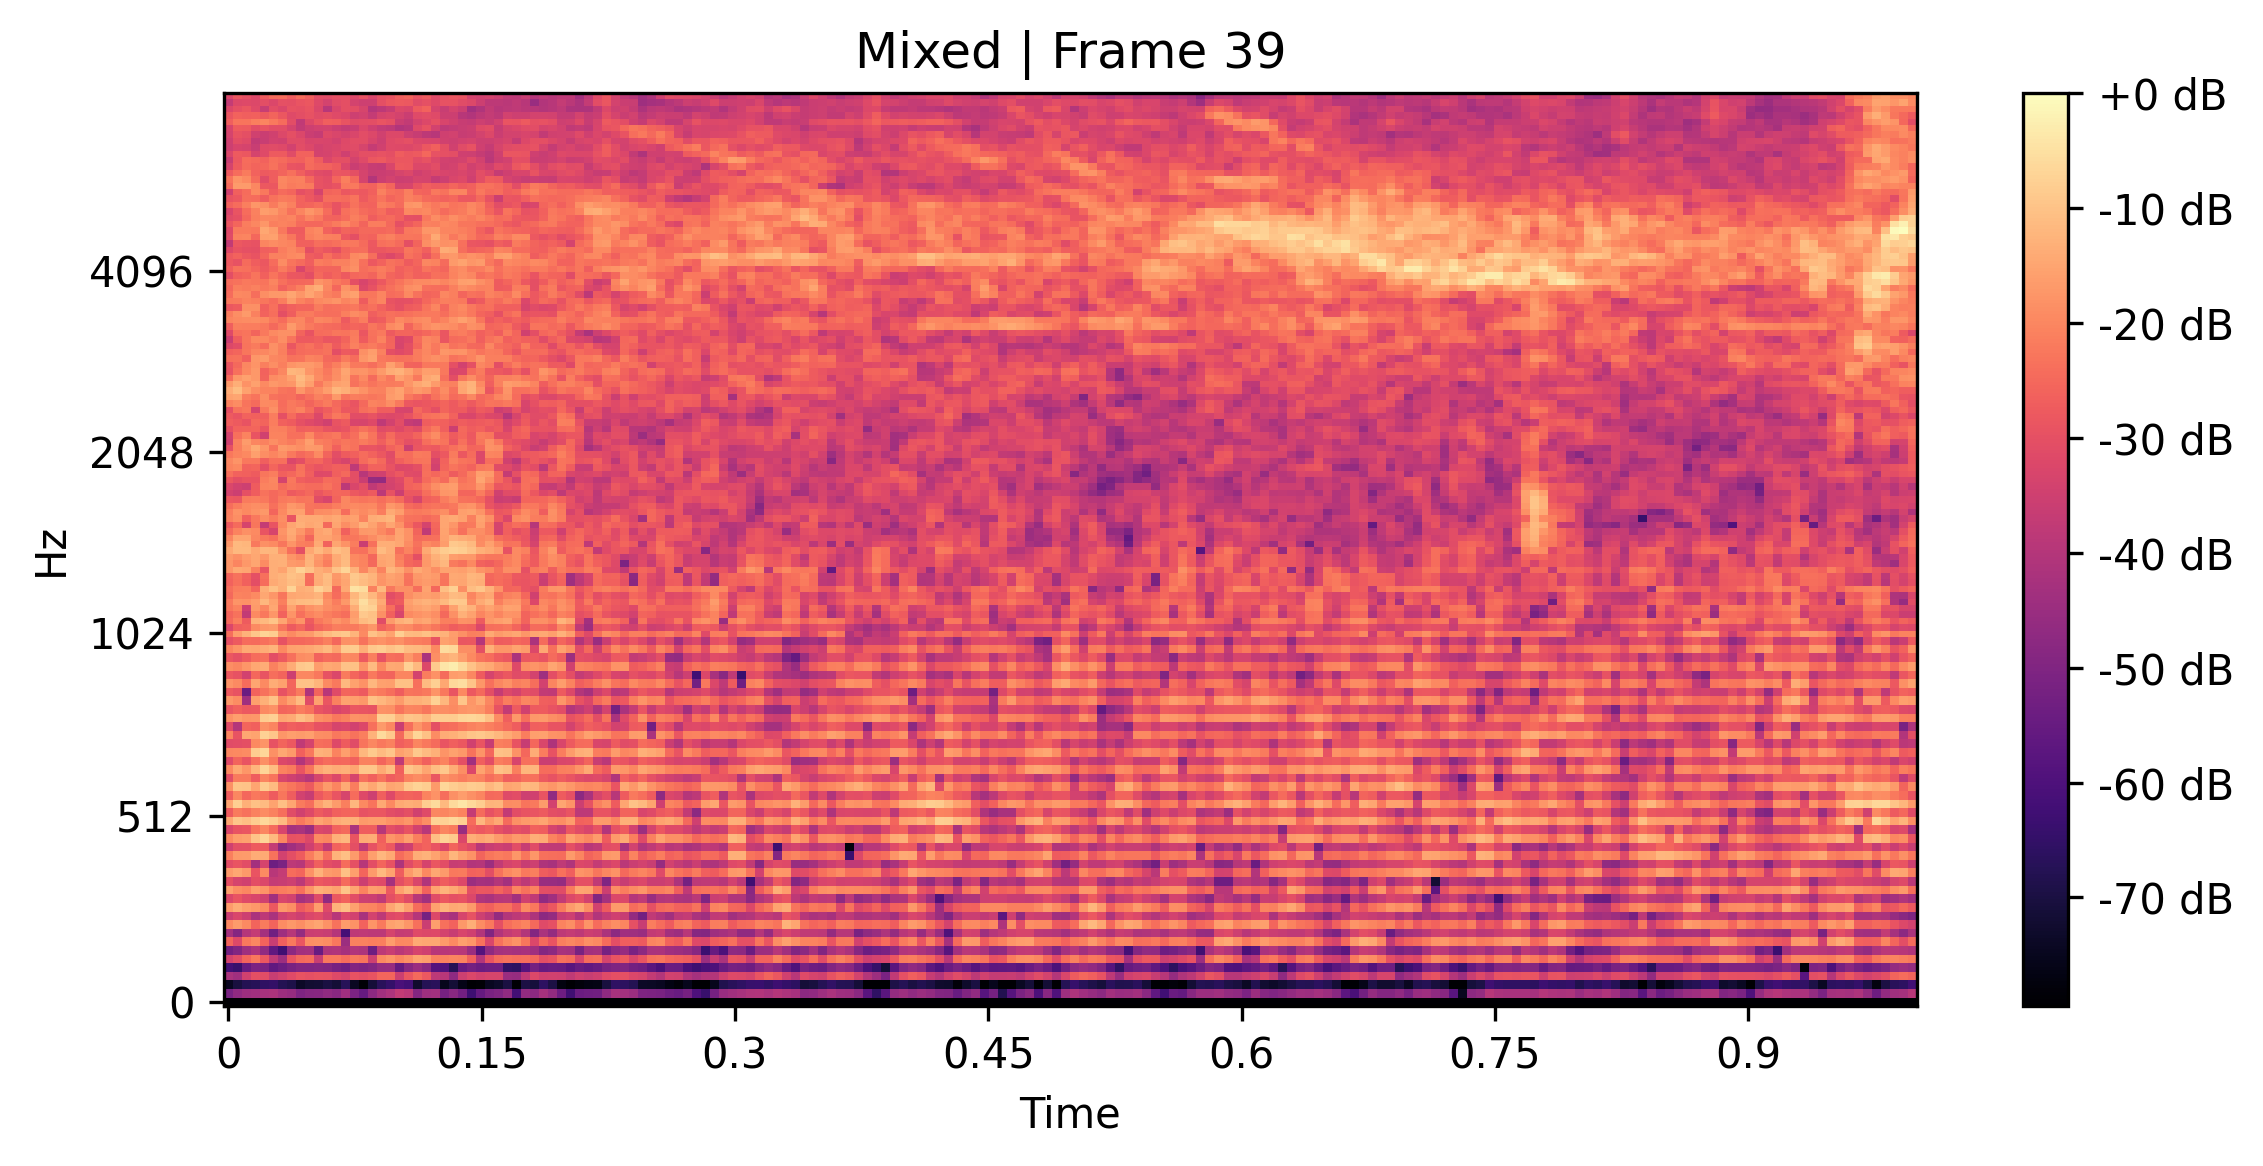 Mixed | Frame 39
+0 dB
-10 dB
-20 dB
-30 dB
-40 dB
-50 dB
-60 dB
-70 dB
Hz
4096
2048
1024
512
0
0 0.15 0.3 0.45 0.6 0.75 0.9
Time